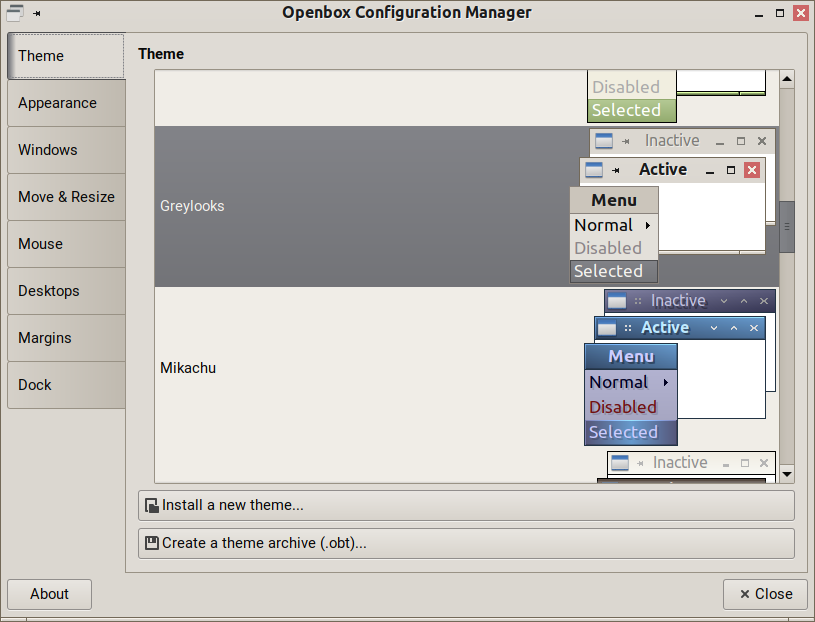 Openbox Configuration Manager
Theme
Appearance
Windows
Move & Resize
Mouse
Desktops
Margins
Dock
Theme
Disabled
Selected
Greylooks
Inactive
Active
Menu
Normal
Disabled
Selected
Mikachu
Inactive
Active
Menu
Normal
Disabled
Selected
Inactive
Install a new theme...
Create a theme archive (.obt)...
About
Close